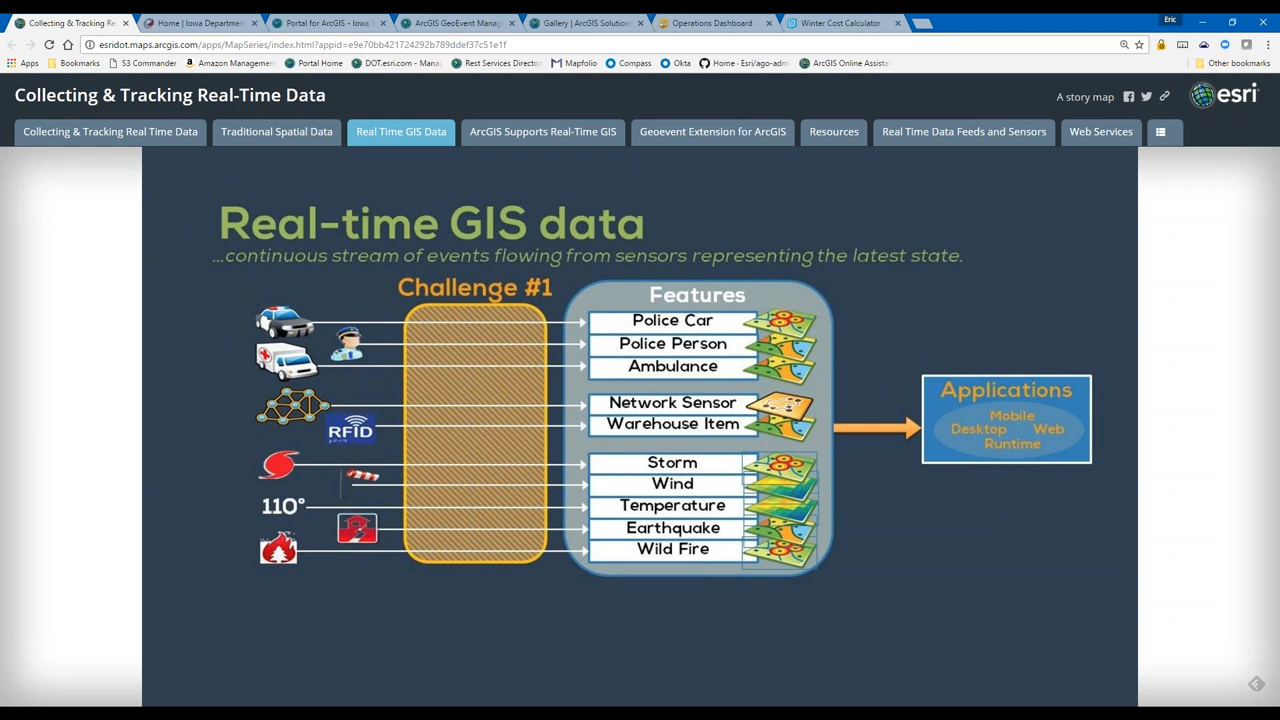 Collecting & Tracking Re
Home | Iowa Departmen
Portal for ArcGIS - Iowa
ArcGIS GeoEvent Manag
Gallery | ArcGIS Solution
Operations Dashboard
Winter Cost Calculator
Eric
esridot.maps.arcgis.com/apps/MapSeries/index.html?appid=e9e70bb421724292b789ddef37c51e1f
Apps
Bookmarks
S3 Commander
Amazon Managemen
Portal Home
DOT.esri.com - Mana
Rest Services Director
Mapfolio
Compass
Okta
Home · Esri/ago-adm
ArcGIS Online Assista
Other bookmarks
Collecting & Tracking Real-Time Data
A story map
esri
Collecting & Tracking Real Time Data
Traditional Spatial Data
Real Time GIS Data
ArcGIS Supports Real-Time GIS
Geoevent Extension for ArcGIS
Resources
Real Time Data Feeds and Sensors
Web Services
Real-time GIS data
...continuous stream of events flowing from sensors representing the latest state.
Challenge #1
Features
Police Car
Police Person
Ambulance
Network Sensor
RFID
Warehouse Item
Storm
Wind
110°
Temperature
Earthquake
Wild Fire
Applications
Mobile
Desktop Web
Runtime